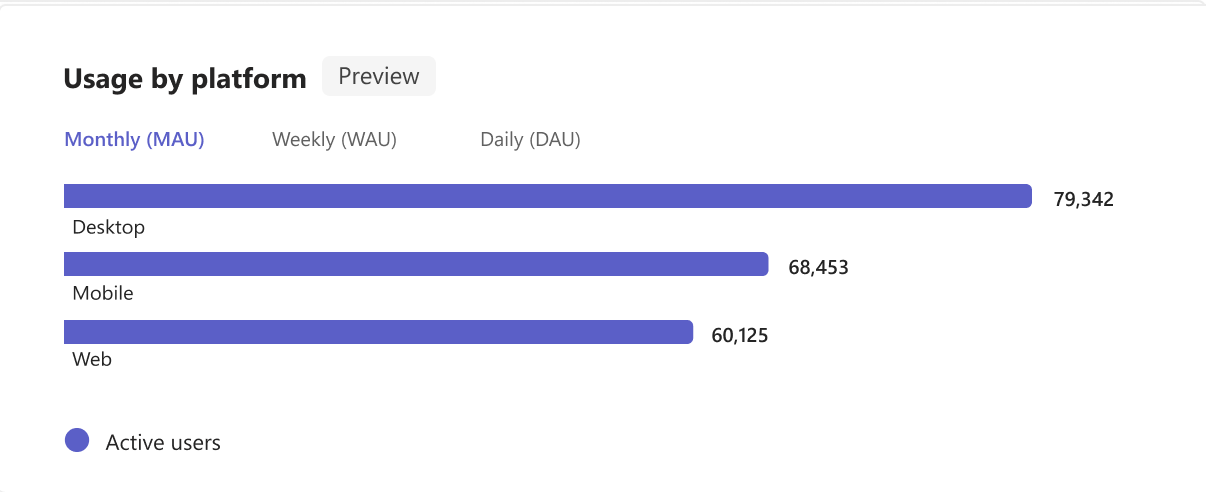 Usage by platform Preview
Monthly (MAU) Weekly (WAU) Daily (DAU)
79,342
Desktop
68,453
Mobile
60,125
Web
Active users